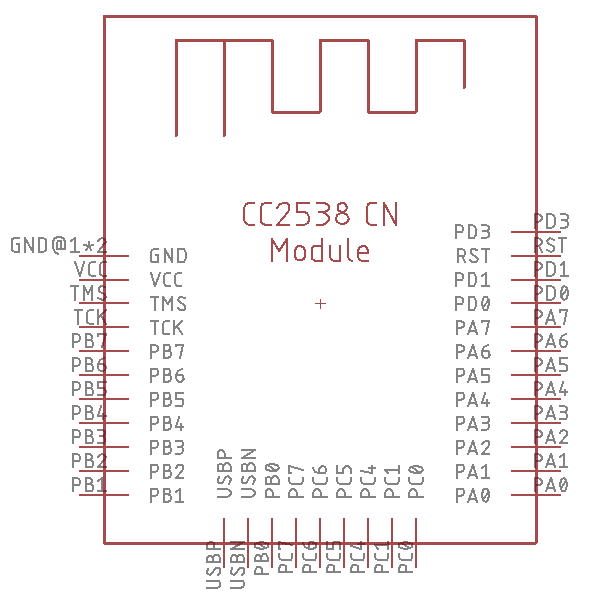 CC2538 CN
Module
GND@1*2
VCC
TMS
TCK
PB7
PB6
PB5
PB4
PB3
PB2
PB1
GND
VCC
TMS
TCK
PB7
PB6
PB5
PB4
PB3
PB2
PB1
PD3
RST
PD1
PD0
PA7
PA6
PA5
PA4
PA3
PA2
PA1
PA0
PD3
RST
PD1
PD0
PA7
PA6
PA5
PA4
PA3
PA2
PA1
PA0
USBP
USBN
PB0
PC7
PC6
PC5
PC4
PC1
PC0
USBP
USBN
PB0
PC7
PC6
PC5
PC4
PC1
PC0